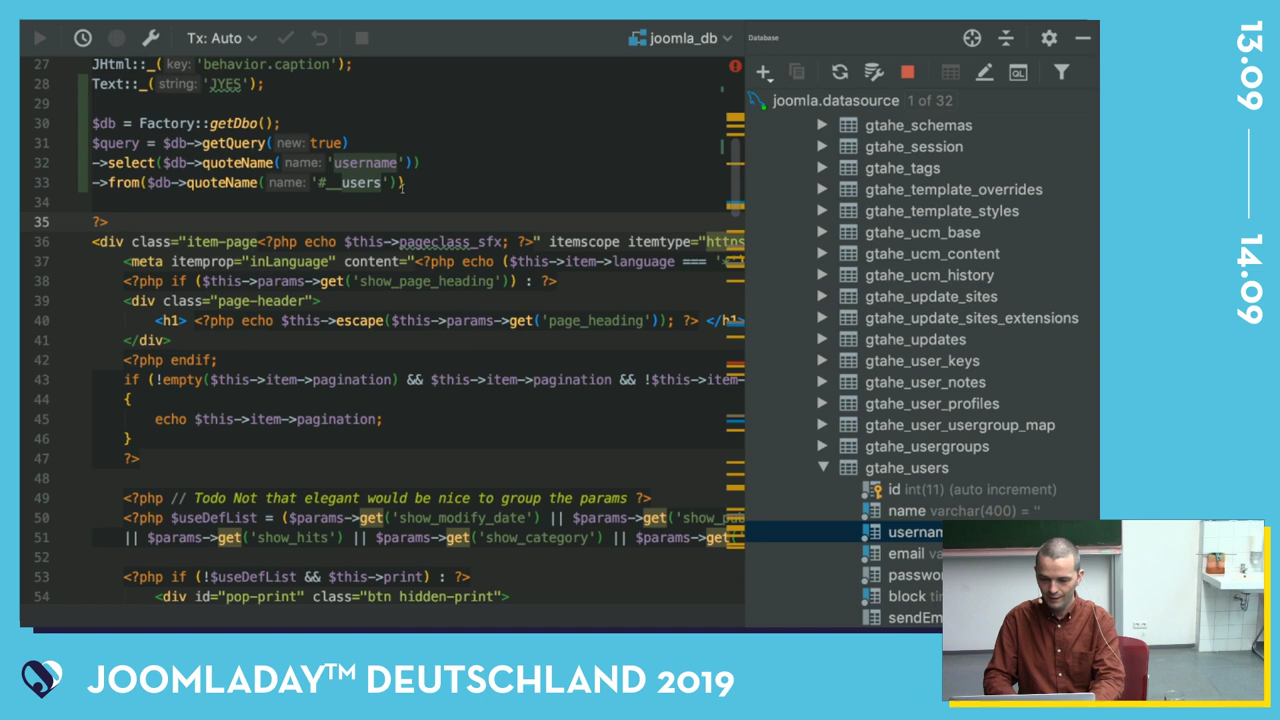 Tx: Auto
joomla_db
27 JHtml::_( key: 'behavior.caption');
28 Text::_( string: 'JYES');
29
30 $db = Factory::getDbo();
31 $query = $db->getQuery( new: true)
32 ->select($db->quoteName( name: 'username'))
33 ->from($db->quoteName( name: '#__users'))
34
35 ?>
36 <div class="item-page<?php echo $this->pageclass_sfx; ?>" itemscope itemtype="https
37 <meta itemprop="inLanguage" content="<?php echo ($this->item->language ===
38 <?php if ($this->params->get('show_page_heading')) : ?>
39 <div class="page-header">
40 <h1> <?php echo $this->escape($this->params->get('page_heading')); ?> </h1>
41 </div>
42 <?php endif;
43 if (!empty($this->item->pagination) && $this->item->pagination && !$this->item-
44 {
45 echo $this->item->pagination;
46 }
47 ?>
48
49 <?php // Todo Not that elegant would be nice to group the params ?>
50 <?php $useDefList = ($params->get('show_modify_date') || $params->get('show_
51 || $params->get('show_hits') || $params->get('show_category') || $params->get(
52
53 <?php if (!$useDefList && $this->print) : ?>
54 <div id="pop-print" class="btn hidden-print">
Database
joomla.datasource 1 of 32
gtahe_schemas
gtahe_session
gtahe_tags
gtahe_template_overrides
gtahe_template_styles
gtahe_ucm_base
gtahe_ucm_content
gtahe_ucm_history
gtahe_update_sites
gtahe_update_sites_extensions
gtahe_updates
gtahe_user_keys
gtahe_user_notes
gtahe_user_profiles
gtahe_user_usergroup_map
gtahe_usergroups
gtahe_users
id int(11) (auto increment)
name varchar(400) = ''
usernam
email va
passwo
block tin
sendEm
13.09
14.09
JOOMLADAY™ DEUTSCHLAND 2019